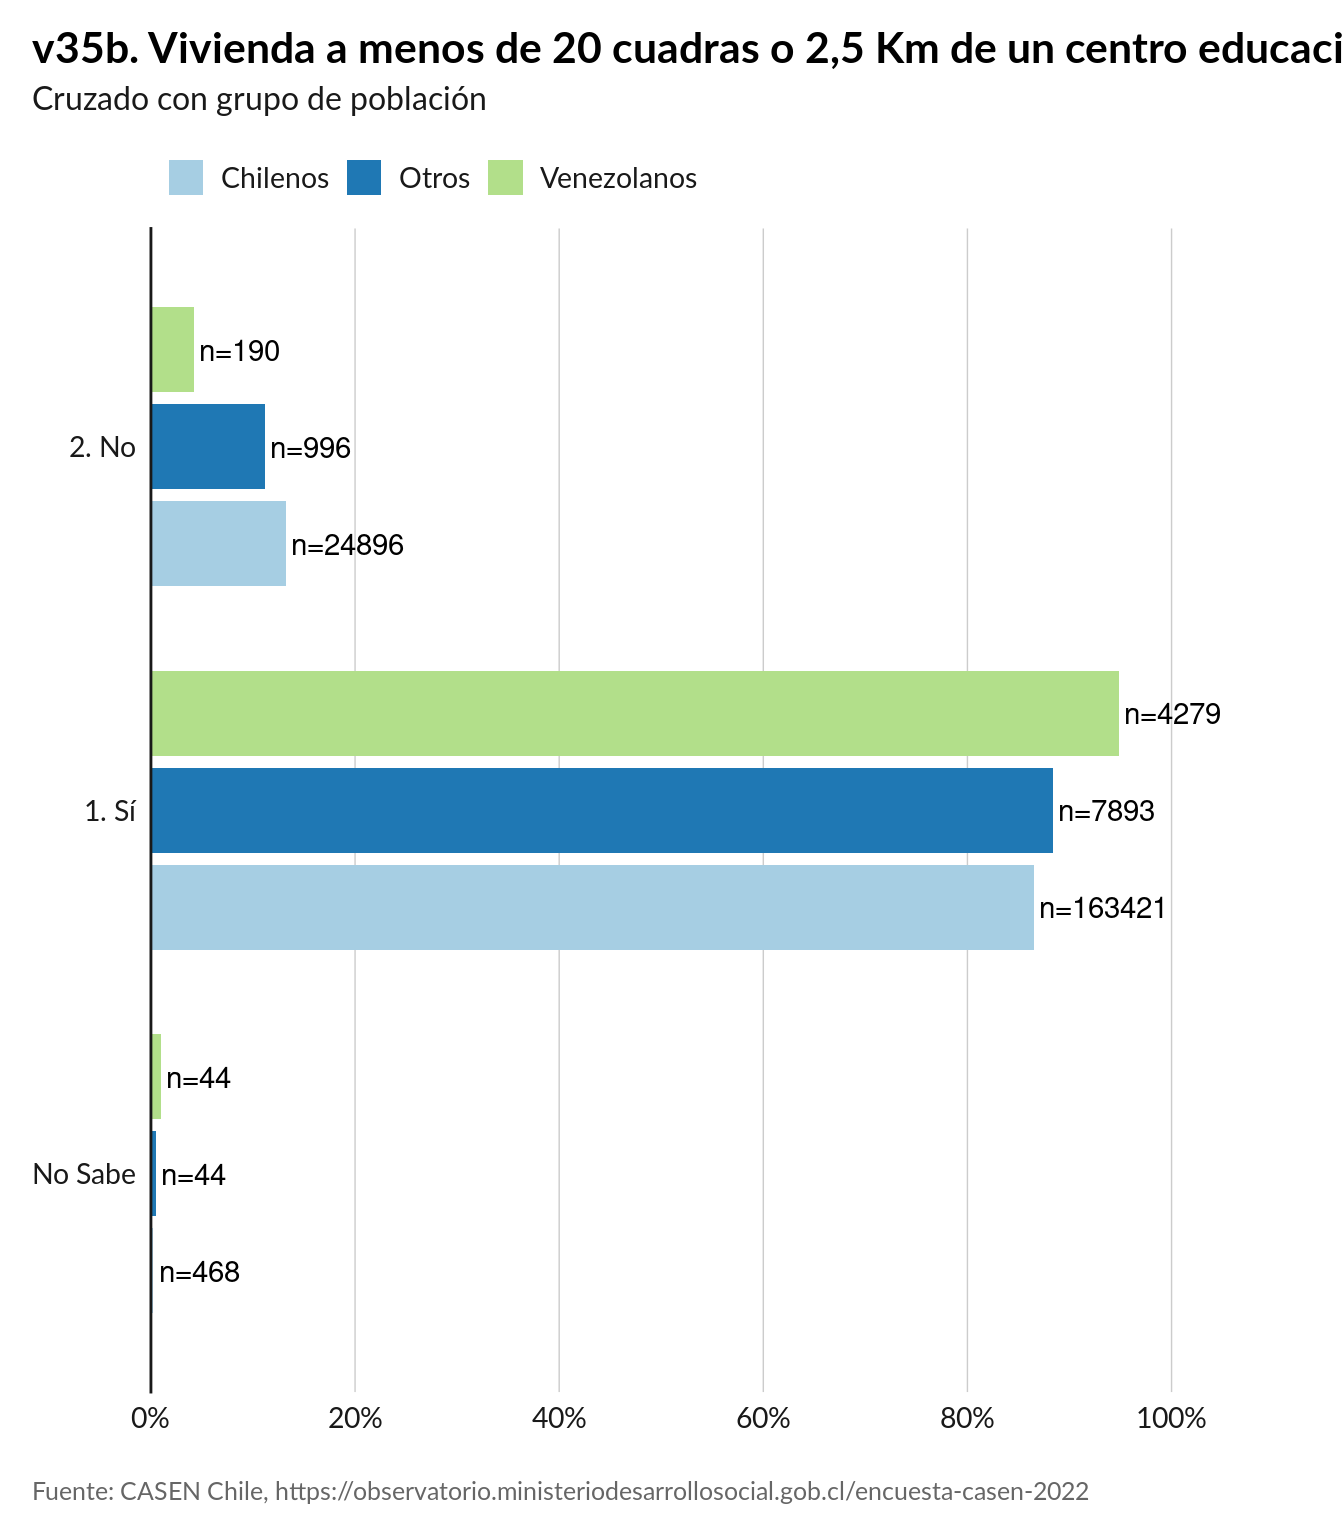 v35b. Vivienda a menos de 20 cuadras o 2,5 Km de un centro educaci
Cruzado con grupo de población
Chilenos Otros Venezolanos
n=190
2. No n=996
n=24896
n=4279
1. Sí n=7893
n=163421
n=44
No Sabe n=44
n=468
0% 20% 40% 60% 80% 100%
Fuente: CASEN Chile, https://observatorio.ministeriodesarrollosocial.gob.cl/encuesta-casen-2022